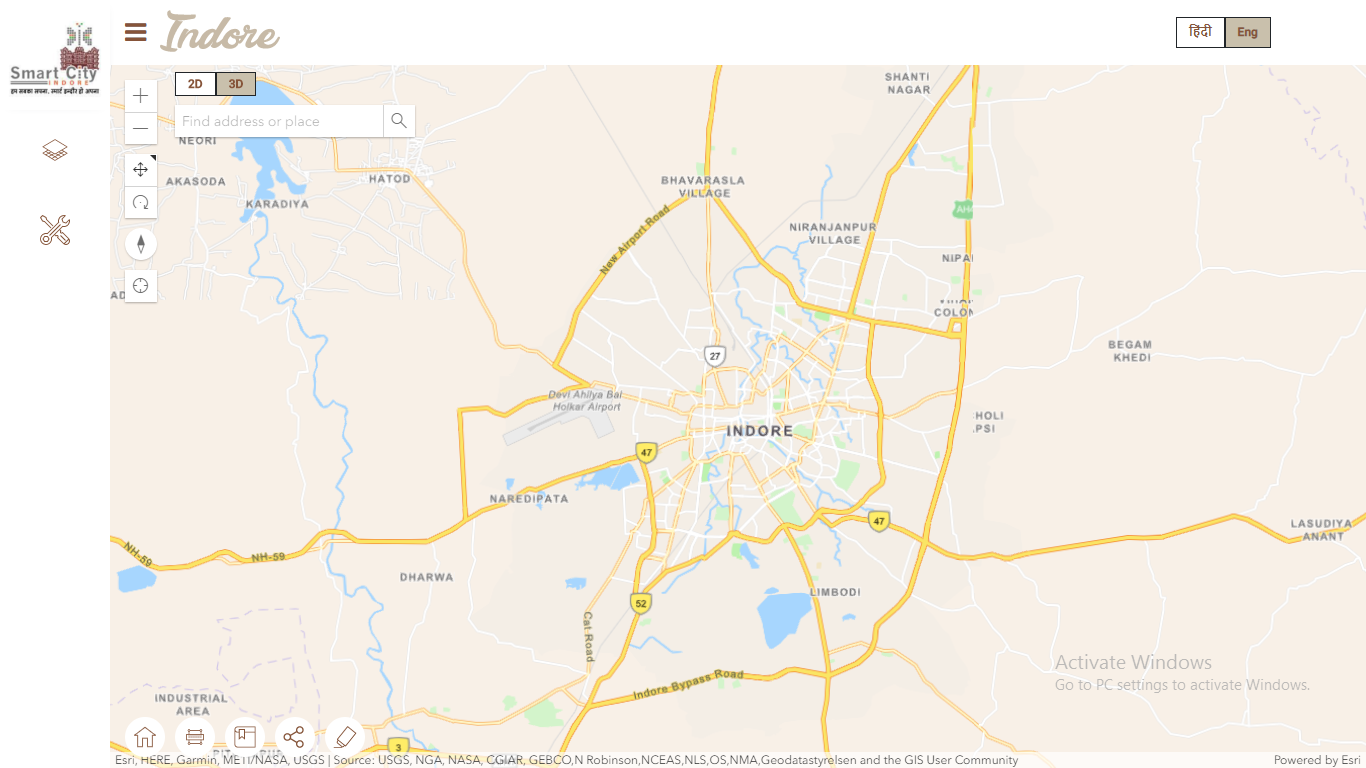 Indore
हिंदी
Eng
Smart City
INDORE
हम सबका सपना, स्मार्ट इन्दौर हो अपना
2D
3D
Find address or place
SHANTI
NAGAR
NEORI
AKASODA
HATOD
KARADIYA
BHAVARASLA
VILLAGE
New Airport Road
NIRANJANPUR
VILLAGE
AH
NIPA
AD
COLON
27
BEGAM
KHEDI
Devi Ahilya Bai
Holkar Airport
HOLI
PSI
INDORE
47
NAREDIPATA
47
LASUDIYA
ANANT
NH-59
NH-59
DHARWA
LIMBODI
52
Cat Road
Indore Bypass Road
Activate Windows
Go to PC settings to activate Windows.
INDUSTRIAL
AREA
3
Esri, HERE, Garmin, METI/NASA, USGS | Source: USGS, NGA, NASA, CGIAR, GEBCO,N Robinson,NCEAS,NLS,OS,NMA,Geodatastyrelsen and the GIS User Community
Powered by Esri